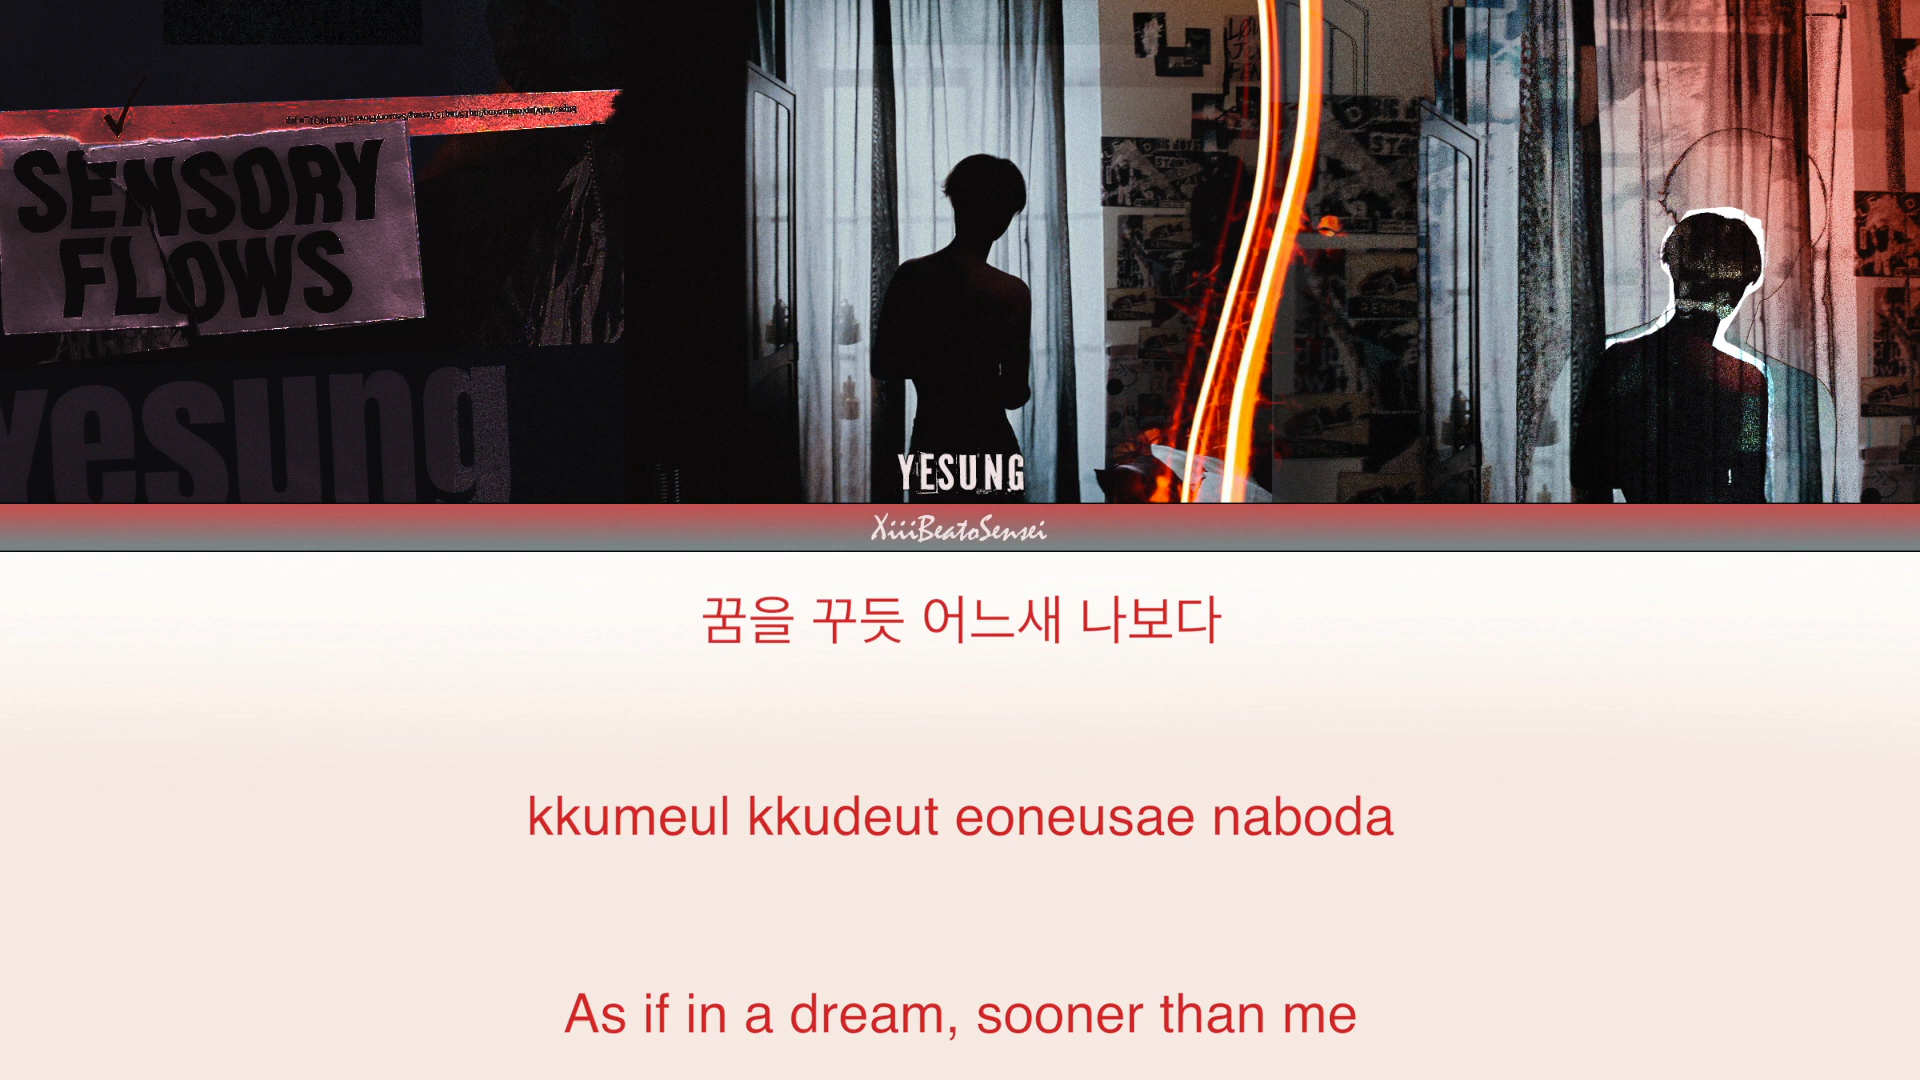 SENSORY
FLOWS
yesung
YESUNG
XiiiBeatoSensei
꿈을 꾸듯 어느새 나보다
kkumeul kkudeut eoneusae naboda
As if in a dream, sooner than me